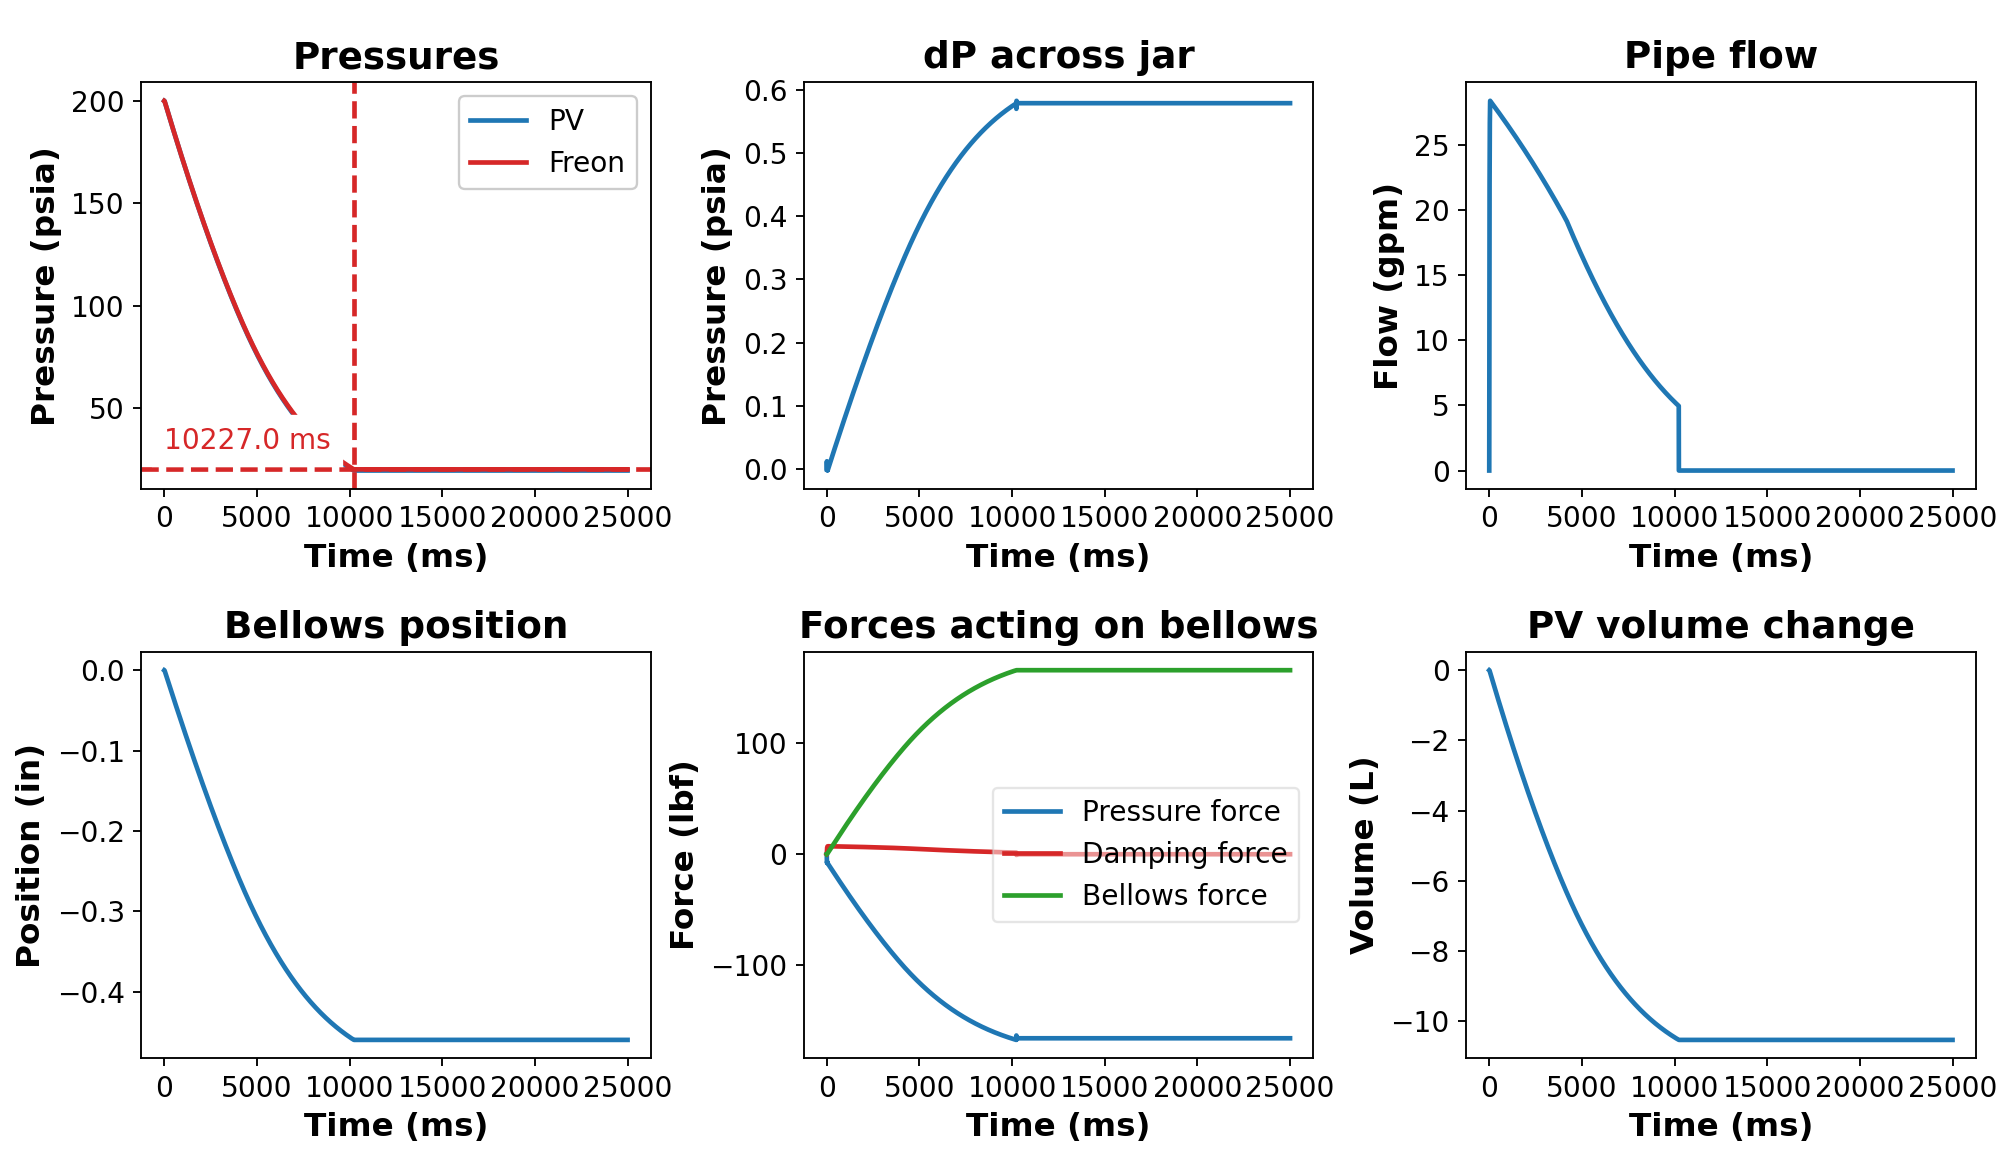 Pressures
Pressure (psia)
200
150
100
50
PV
Freon
10227.0 ms
0 5000 10000 15000 20000 25000
Time (ms)
dP across jar
Pressure (psia)
0.6
0.5
0.4
0.3
0.2
0.1
0.0
0 5000 10000 15000 20000 25000
Time (ms)
Pipe flow
Flow (gpm)
25
20
15
10
5
0
0 5000 10000 15000 20000 25000
Time (ms)
Bellows position
Position (in)
0.0
−0.1
−0.2
−0.3
−0.4
0 5000 10000 15000 20000 25000
Time (ms)
Forces acting on bellows
Force (lbf)
100
0
−100
Pressure force
Damping force
Bellows force
0 5000 10000 15000 20000 25000
Time (ms)
PV volume change
Volume (L)
0
−2
−4
−6
−8
−10
0 5000 10000 15000 20000 25000
Time (ms)